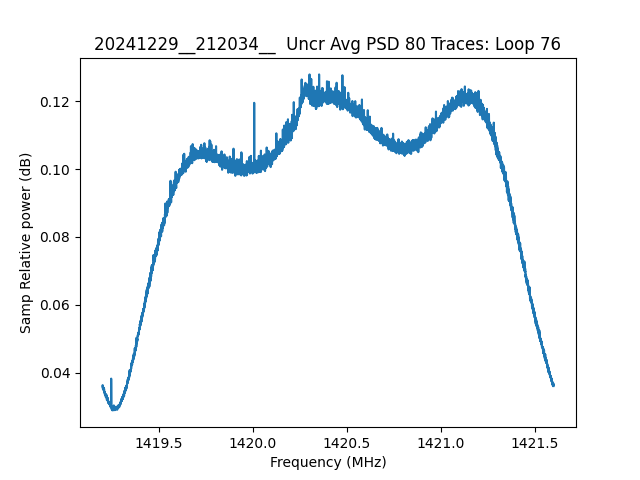 20241229__212034__  Uncr Avg PSD 80 Traces: Loop 76
0.12
0.10
0.08
0.06
0.04
Samp Relative power (dB)
1419.5 1420.0 1420.5 1421.0 1421.5
Frequency (MHz)